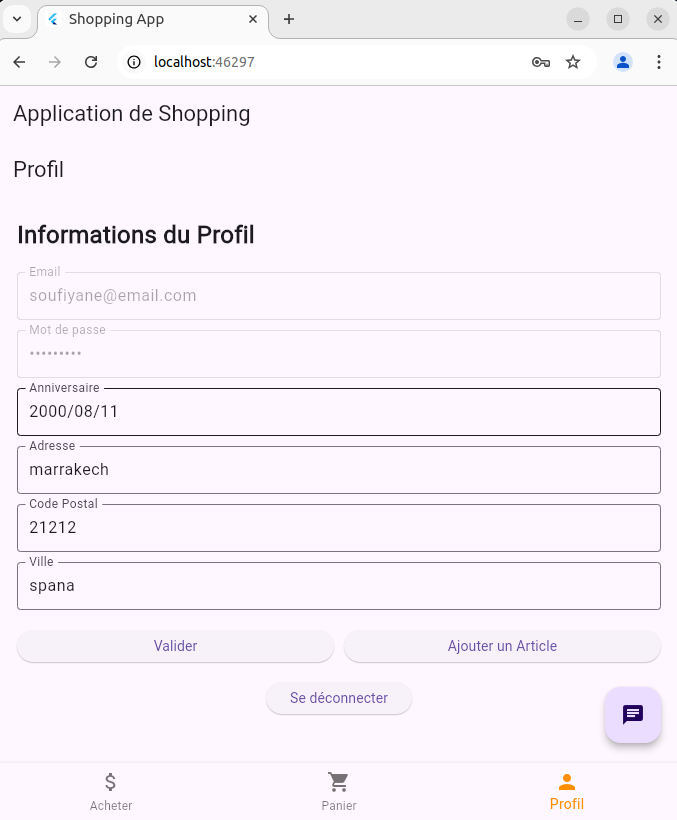 Shopping App
localhost:46297
Application de Shopping
Profil
Informations du Profil
Email
soufiyane@email.com
Mot de passe
•••••••••
Anniversaire
2000/08/11
Adresse
marrakech
Code Postal
21212
Ville
spana
Valider
Ajouter un Article
Se déconnecter
Acheter
Panier
Profil